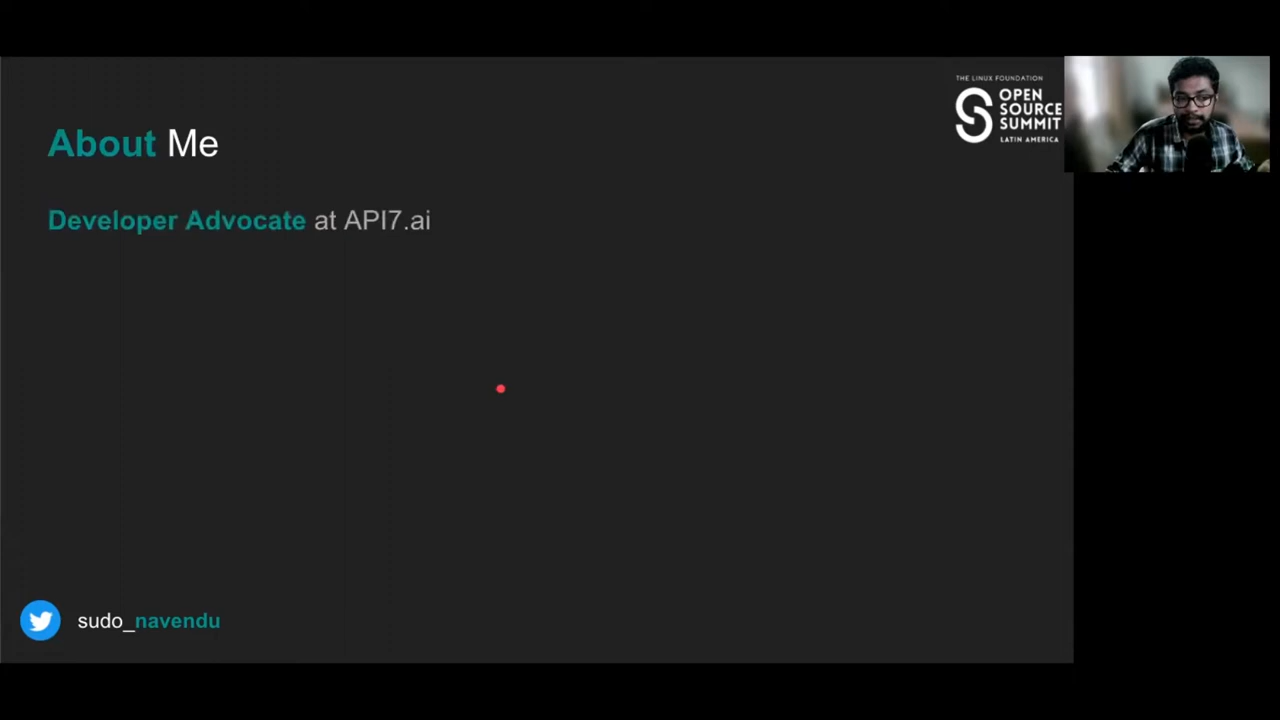 THE LINUX FOUNDATION
OPEN
SOURCE
SUMMIT
LATIN AMERICA
About Me
Developer Advocate at API7.ai
sudo_navendu